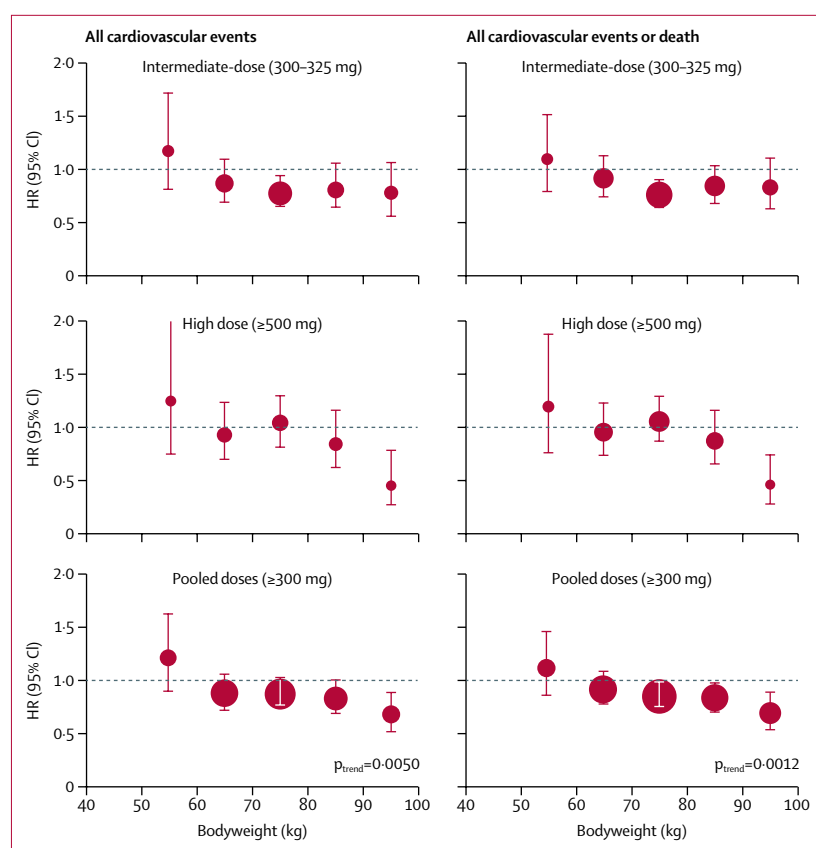 All cardiovascular events
All cardiovascular events or death
Intermediate-dose (300–325 mg)
Intermediate-dose (300–325 mg)
HR (95% CI)
2·0
1·5
1·0
0·5
0
High dose (≥500 mg)
High dose (≥500 mg)
HR (95% CI)
2·0
1·5
1·0
0·5
0
Pooled doses (≥300 mg)
Pooled doses (≥300 mg)
HR (95% CI)
2·0
1·5
1·0
0·5
0
ptrend=0·0050
ptrend=0·0012
40 50 60 70 80 90 100
40 50 60 70 80 90 100
Bodyweight (kg)
Bodyweight (kg)